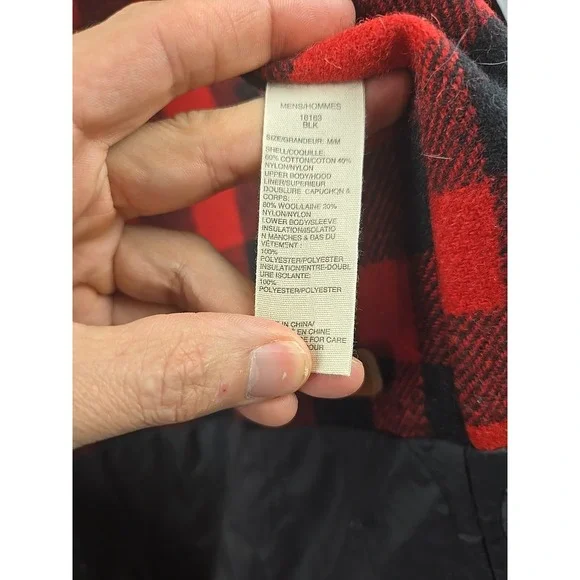 MENS/HOMMES
18163
BLK
SIZE/GRANDEUR: M/M
SHELL/COQUILLE:
60% COTTON/COTON 40%
NYLON/NYLON
UPPER BODY/HOOD
LINER/SUPERIEUR
DOUBLURE CAPUCHON &
CORPS:
80% WOOL/LAINE 20%
NYLON/NYLON
LOWER BODY/SLEEVE
INSULATION/ISOLATIO
N MANCHES & BAS DU
VÊTEMENT :
100%
POLYESTER/POLYESTER
INSULATION/ENTRE-DOUBL
URE ISOLANTE:
100%
POLYESTER/POLYESTER
IN CHINA/
EN CHINE
FOR CARE
POUR